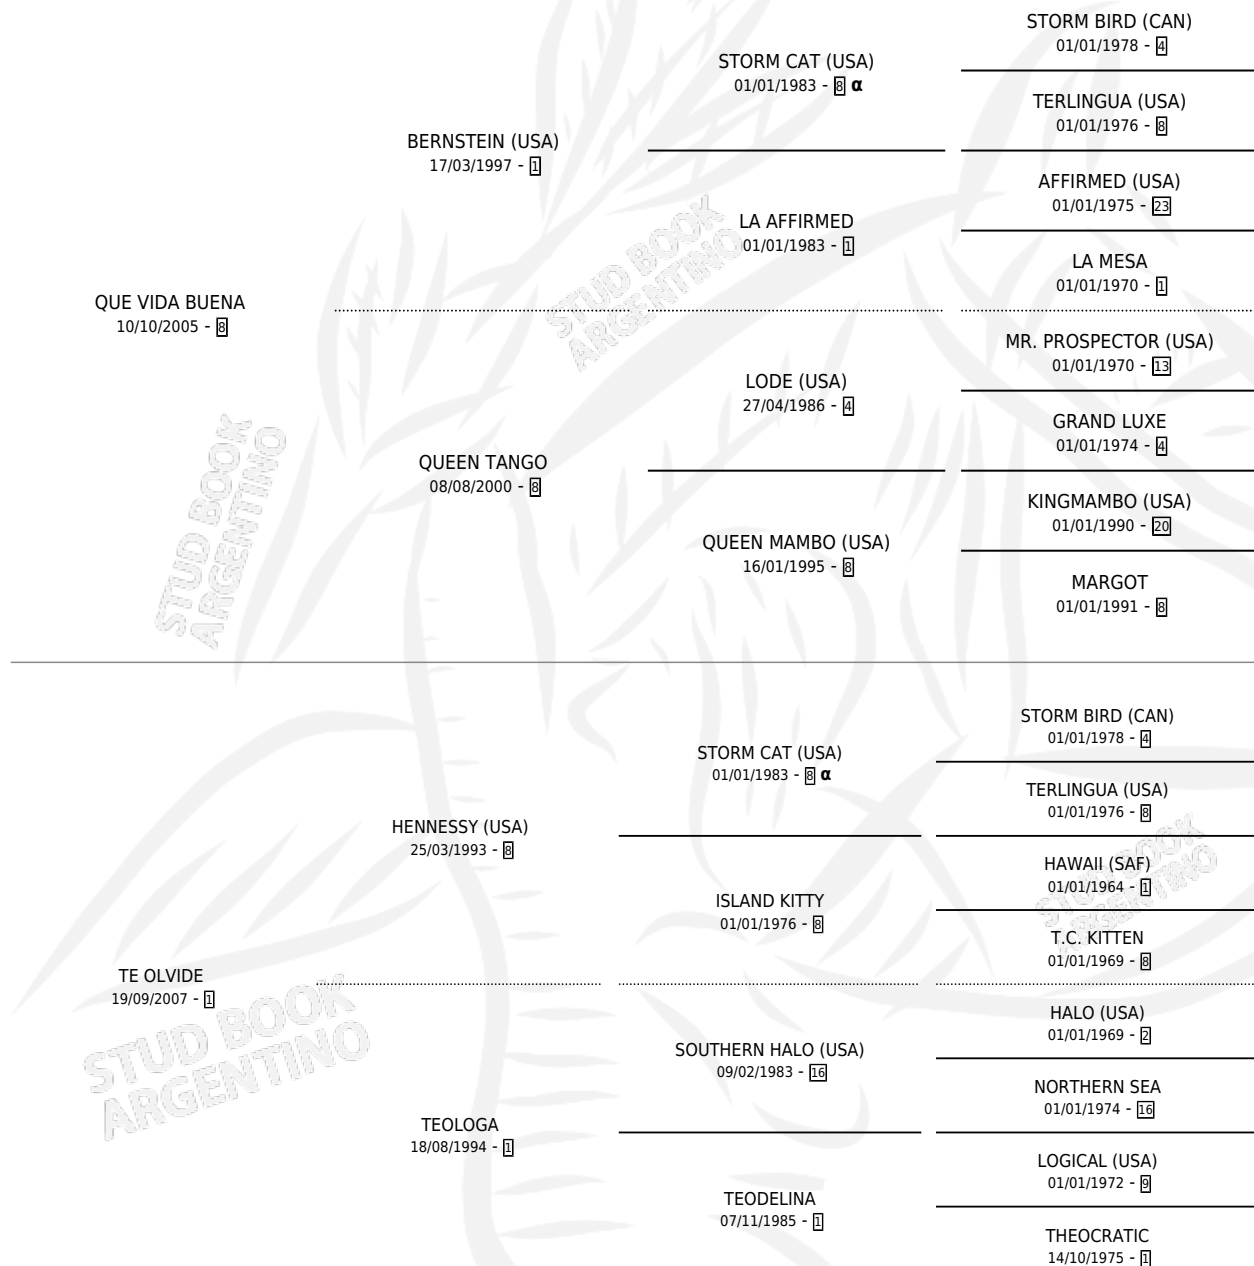 STORM BIRD (CAN)
01/01/1978 - 4
STORM CAT (USA)
01/01/1983 - 8 α
TERLINGUA (USA)
01/01/1976 - 8
BERNSTEIN (USA)
17/03/1997 - 1
AFFIRMED (USA)
01/01/1975 - 23
LA AFFIRMED
01/01/1983 - 1
LA MESA
01/01/1970 - 1
QUE VIDA BUENA
10/10/2005 - 8
MR. PROSPECTOR (USA)
01/01/1970 - 13
LODE (USA)
27/04/1986 - 4
GRAND LUXE
01/01/1974 - 4
QUEEN TANGO
08/08/2000 - 8
KINGMAMBO (USA)
01/01/1990 - 20
QUEEN MAMBO (USA)
16/01/1995 - 8
MARGOT
01/01/1991 - 8
STORM BIRD (CAN)
01/01/1978 - 4
STORM CAT (USA)
01/01/1983 - 8 α
TERLINGUA (USA)
01/01/1976 - 8
HENNESSY (USA)
25/03/1993 - 8
HAWAII (SAF)
01/01/1964 - 1
ISLAND KITTY
01/01/1976 - 8
T.C. KITTEN
01/01/1969 - 8
TE OLVIDE
19/09/2007 - 1
HALO (USA)
01/01/1969 - 2
SOUTHERN HALO (USA)
09/02/1983 - 16
NORTHERN SEA
01/01/1974 - 16
TEOLOGA
18/08/1994 - 1
LOGICAL (USA)
01/01/1972 - 9
TEODELINA
07/11/1985 - 1
THEOCRATIC
14/10/1975 - 1
STUD BOOK
ARGENTINO
STUD BOOK
ARGENTINO
STUD BOOK
ARGENTINO
STUD BOOK
ARGENTINO